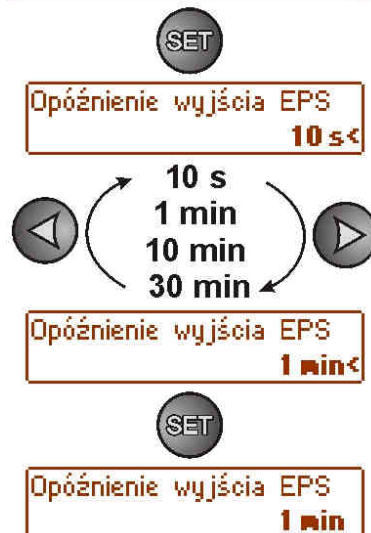 SET
Opóźnienie wyjścia EPS
10 s<
10 s
1 min
10 min
30 min
Opóźnienie wyjścia EPS
1 min<
SET
Opóźnienie wyjścia EPS
1 min